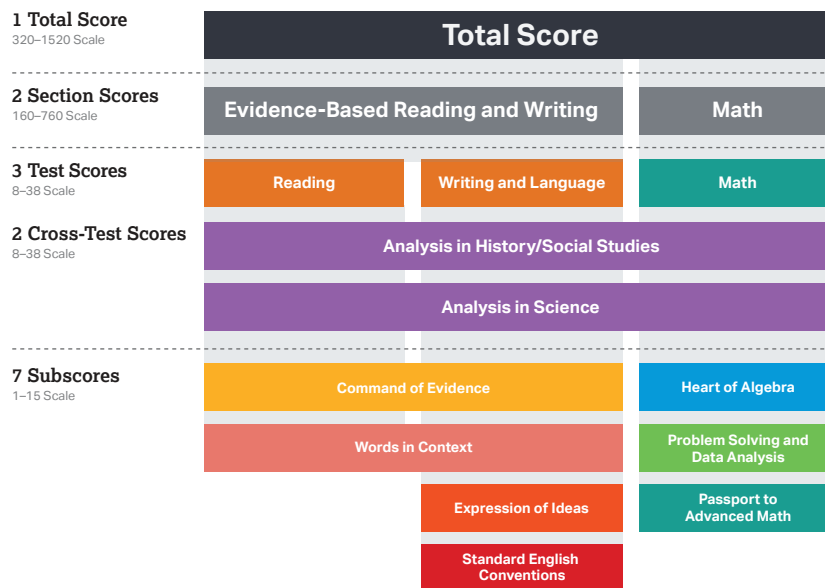 1 Total Score
320–1520 Scale
Total Score
2 Section Scores
160–760 Scale
Evidence-Based Reading and Writing
Math
3 Test Scores
8–38 Scale
Reading
Writing and Language
Math
2 Cross-Test Scores
8–38 Scale
Analysis in History/Social Studies
Analysis in Science
7 Subscores
1–15 Scale
Command of Evidence
Heart of Algebra
Words in Context
Problem Solving and
Data Analysis
Expression of Ideas
Passport to
Advanced Math
Standard English
Conventions